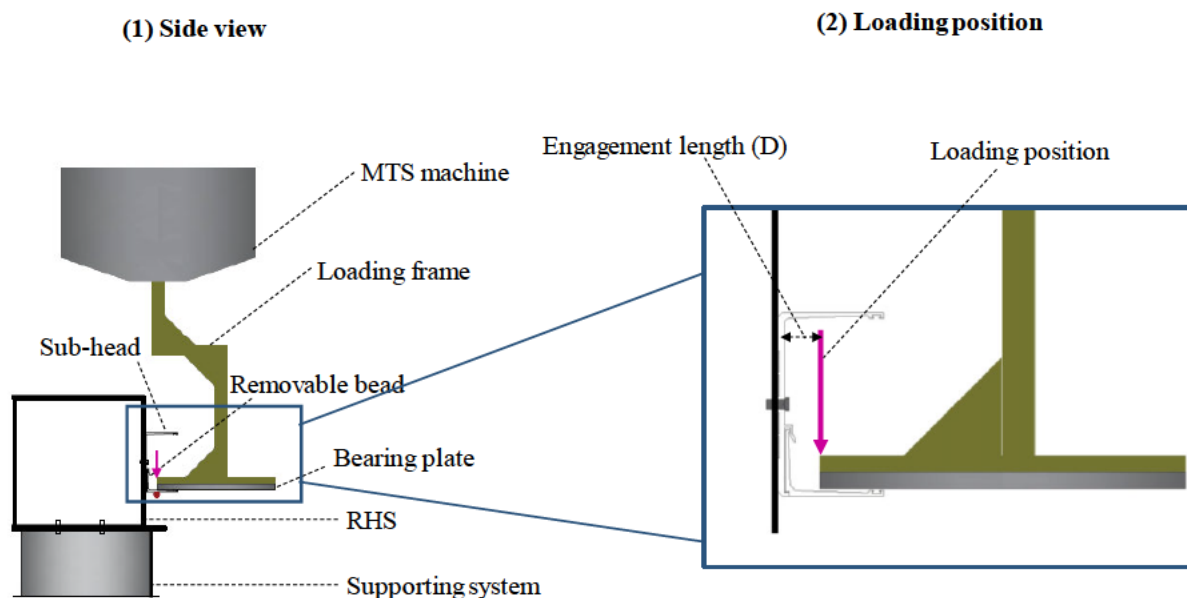 (1) Side view
(2) Loading position
Engagement length (D)
Loading position
MTS machine
Loading frame
Sub-head
Removable bead
Bearing plate
RHS
Supporting system